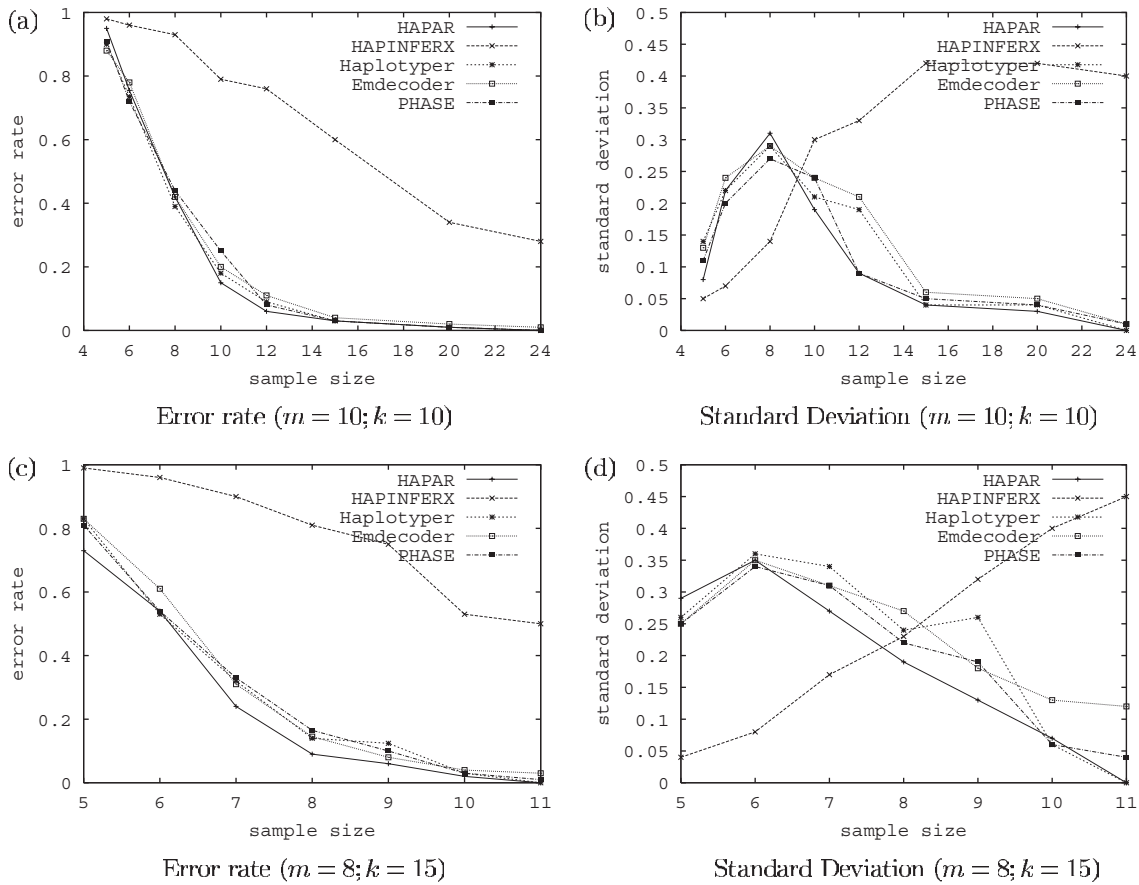 (a)
error rate
1
0.8
0.6
0.4
0.2
0
HAPAR
HAPINFERX
Haplotyper
Emdecoder
PHASE
4 6 8 10 12 14 16 18 20 22 24
sample size
Error rate (m = 10; k = 10)
(b)
standard deviation
0.5
0.45
0.4
0.35
0.3
0.25
0.2
0.15
0.1
0.05
0
HAPAR
HAPINFERX
Haplotyper
Emdecoder
PHASE
4 6 8 10 12 14 16 18 20 22 24
sample size
Standard Deviation (m = 10; k = 10)
(c)
error rate
1
0.8
0.6
0.4
0.2
0
HAPAR
HAPINFERX
Haplotyper
Emdecoder
PHASE
5 6 7 8 9 10 11
sample size
Error rate (m = 8; k = 15)
(d)
standard deviation
0.5
0.45
0.4
0.35
0.3
0.25
0.2
0.15
0.1
0.05
0
HAPAR
HAPINFERX
Haplotyper
Emdecoder
PHASE
5 6 7 8 9 10 11
sample size
Standard Deviation (m = 8; k = 15)